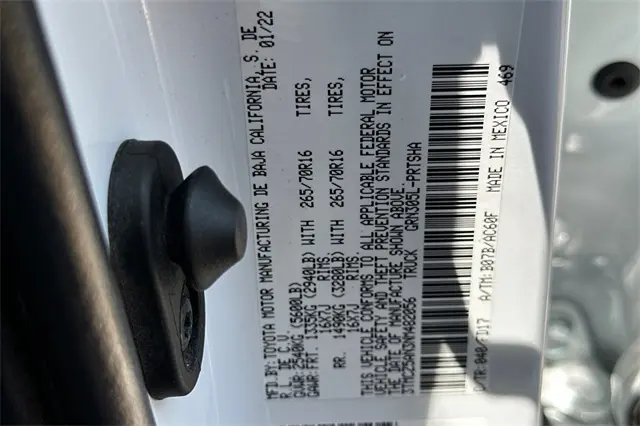 MFD.BY:TOYOTA MOTOR MANUFACTURING DE BAJA CALIFORNIA, S. DE
R.L. DE C.V. DATE: 01/22
GVWR: 2540KG (5600LB)
GAWR:FRT. 1335KG (2940LB) WITH 265/70R16 TIRES,
16X7J RIMS.
RR. 1490KG (3280LB) WITH 265/70R16 TIRES,
16X7J RIMS.
THIS VEHICLE CONFORMS TO ALL APPLICABLE FEDERAL MOTOR
VEHICLE SAFETY AND THEFT PREVENTION STANDARDS IN EFFECT ON
THE DATE OF MANUFACTURE SHOWN ABOVE.
3TMCZ5AN3NM482056 TRUCK GRN305L-PRTSHA
C/TR:0A0/FD17 A/TM:B07B/AC60F MADE IN MEXICO 469